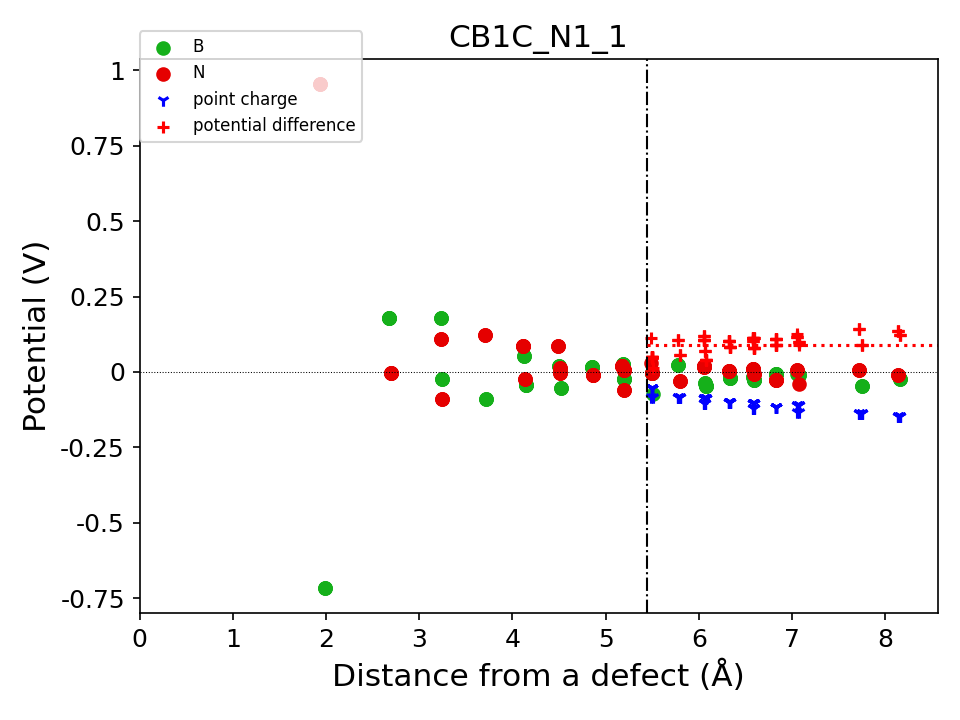 CB1C_N1_1
B
N
point charge
potential difference
1
0.75
0.5
0.25
0
-0.25
-0.5
-0.75
Potential (V)
0 1 2 3 4 5 6 7 8
Distance from a defect (Å)